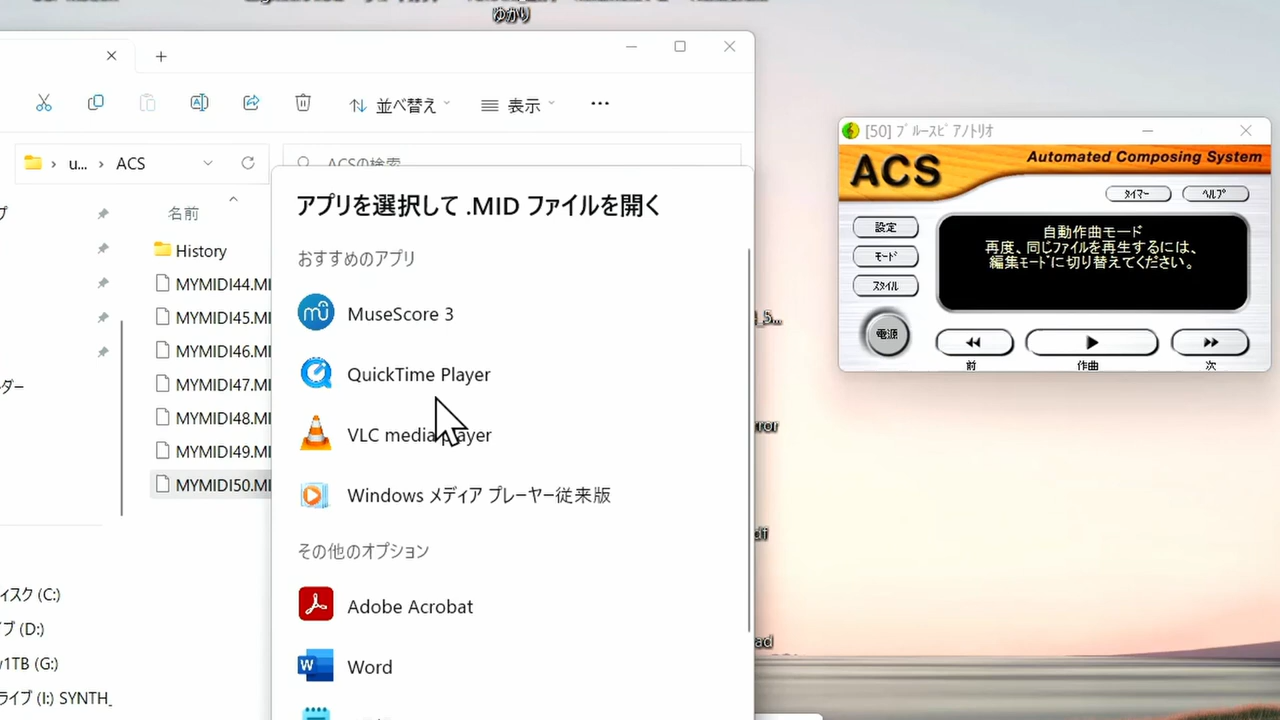 ゆかり
並べ替え
表示
u...
ACS
ACSの検索
名前
History
MYMIDI44.MI
MYMIDI45.MI
MYMIDI46.MI
MYMIDI47.MI
MYMIDI48.MI
MYMIDI49.MI
MYMIDI50.MI
ダー
ィスク (C:)
ブ (D:)
1TB (G:)
ライブ (I:) SYNTH_
アプリを選択して .MID ファイルを開く
おすすめのアプリ
MuseScore 3
QuickTime Player
VLC media player
Windows メディア プレーヤー従来版
その他のオプション
Adobe Acrobat
Word
[50] ﾌﾞﾙｰｽﾋﾟｱﾉﾄﾘｵ
ACS
Automated Composing System
ﾀｲﾏｰ
ﾍﾙﾌﾟ
設定
ﾓｰﾄﾞ
ｽﾀｲﾙ
電源
自動作曲モード
再度、同じﾌｧｲﾙを再生するには、
編集ﾓｰﾄﾞに切り替えてください。
前
作曲
次
_5...
ror
df
ad